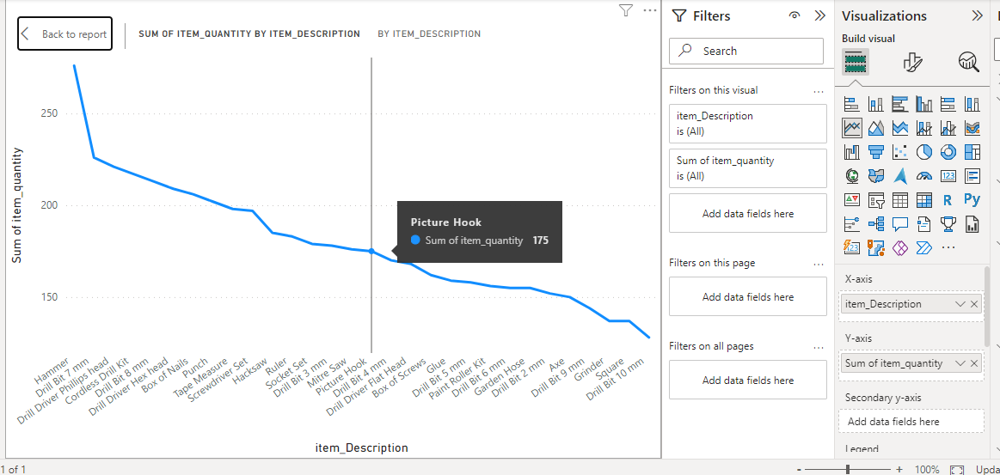 Back to report
SUM OF ITEM_QUANTITY BY ITEM_DESCRIPTION
BY ITEM_DESCRIPTION
Sum of item_quantity
250
200
150
Picture Hook
Sum of item_quantity 175
Hammer
Drill Bit 7 mm
Drill Driver Phillips head
Cordless Drill Kit
Drill Bit 8 mm
Drill Driver Hex head
Box of Nails
Punch
Tape Measure
Screwdriver Set
Hacksaw
Ruler
Socket Set
Drill Bit 3 mm
Mitre Saw
Picture Hook
Drill Bit 4 mm
Drill Driver Flat Head
Box of Screws
Glue
Drill Bit 5 mm
Paint Roller Kit
Drill Bit 6 mm
Garden Hose
Drill Bit 2 mm
Axe
Drill Bit 9 mm
Grinder
Square
Drill Bit 10 mm
item_Description
Filters
Search
Filters on this visual
item_Description
is (All)
Sum of item_quantity
is (All)
Add data fields here
Filters on this page
Add data fields here
Filters on all pages
Add data fields here
Visualizations
Build visual
123
R
Py
123
X-axis
item_Description
Y-axis
Sum of item_quantity
Secondary y-axis
Add data fields here
Legend
1 of 1
- + 100%
Upda